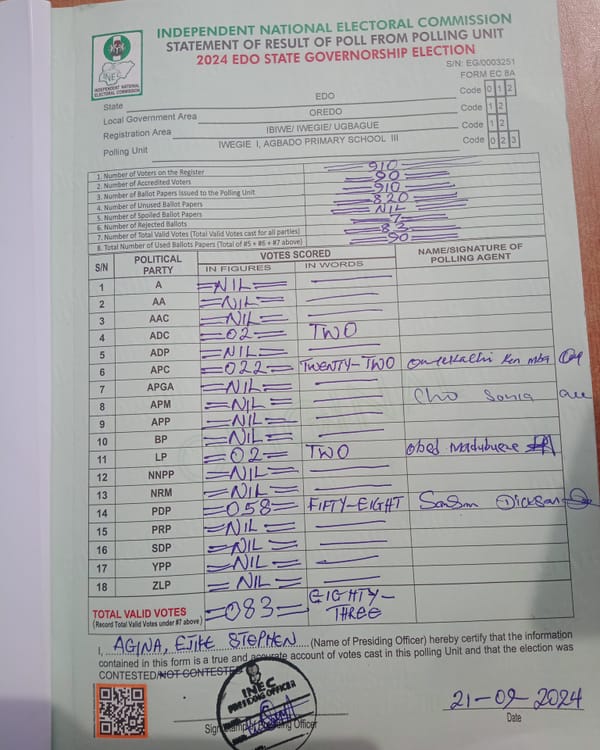 INDEPENDENT NATIONAL ELECTORAL COMMISSION
STATEMENT OF RESULT OF POLL FROM POLLING UNIT
2024 EDO STATE GOVERNORSHIP ELECTION
INEC
INDEPENDENT NATIONAL ELECTORAL COMMISSION
S/N: EG/0003251
FORM EC 8A
State EDO Code 0 1 2
Local Government Area OREDO Code 1 2
Registration Area IBIWE/ IWEGIE/ UGBAGUE Code 1 2
Polling Unit IWEGIE I, AGBADO PRIMARY SCHOOL III Code 0 2 3
1. Number of Voters on the Register 910
2. Number of Accredited Voters 90
3. Number of Ballot Papers Issued to the Polling Unit 910
4. Number of Unused Ballot Papers 820
5. Number of Spoiled Ballot Papers NIL
6. Number of Rejected Ballots 7
7. Number of Total Valid Votes (Total Valid Votes cast for all parties) 83
8. Total Number of Used Ballots Papers (Total of #5 + #6 + #7 above) 90
S/N POLITICAL PARTY VOTES SCORED NAME/SIGNATURE OF POLLING AGENT
IN FIGURES IN WORDS
1 A =NIL=
2 AA =NIL=
3 AAC =NIL=
4 ADC =02= TWO
5 ADP =NIL=
6 APC =022= TWENTY-TWO Ken mba
7 APGA =NIL=
8 APM =NIL= Cho Sonia
9 APP =NIL=
10 BP =NIL=
11 LP =02= TWO Obed Madubueze
12 NNPP =NIL=
13 NRM =NIL=
14 PDP =058= FIFTY-EIGHT Dickson
15 PRP =NIL=
16 SDP =NIL=
17 YPP =NIL=
18 ZLP =NIL=
TOTAL VALID VOTES =083= EIGHTY-THREE
(Record Total Valid Votes under #7 above)
I, AGINA, EJIKE STEPHEN (Name of Presiding Officer) hereby certify that the information
contained in this form is a true and accurate account of votes cast in this polling Unit and that the election was
CONTESTED/NOT CONTESTED
INEC
PRESIDING OFFICER
21-09-2024
Date
Officer